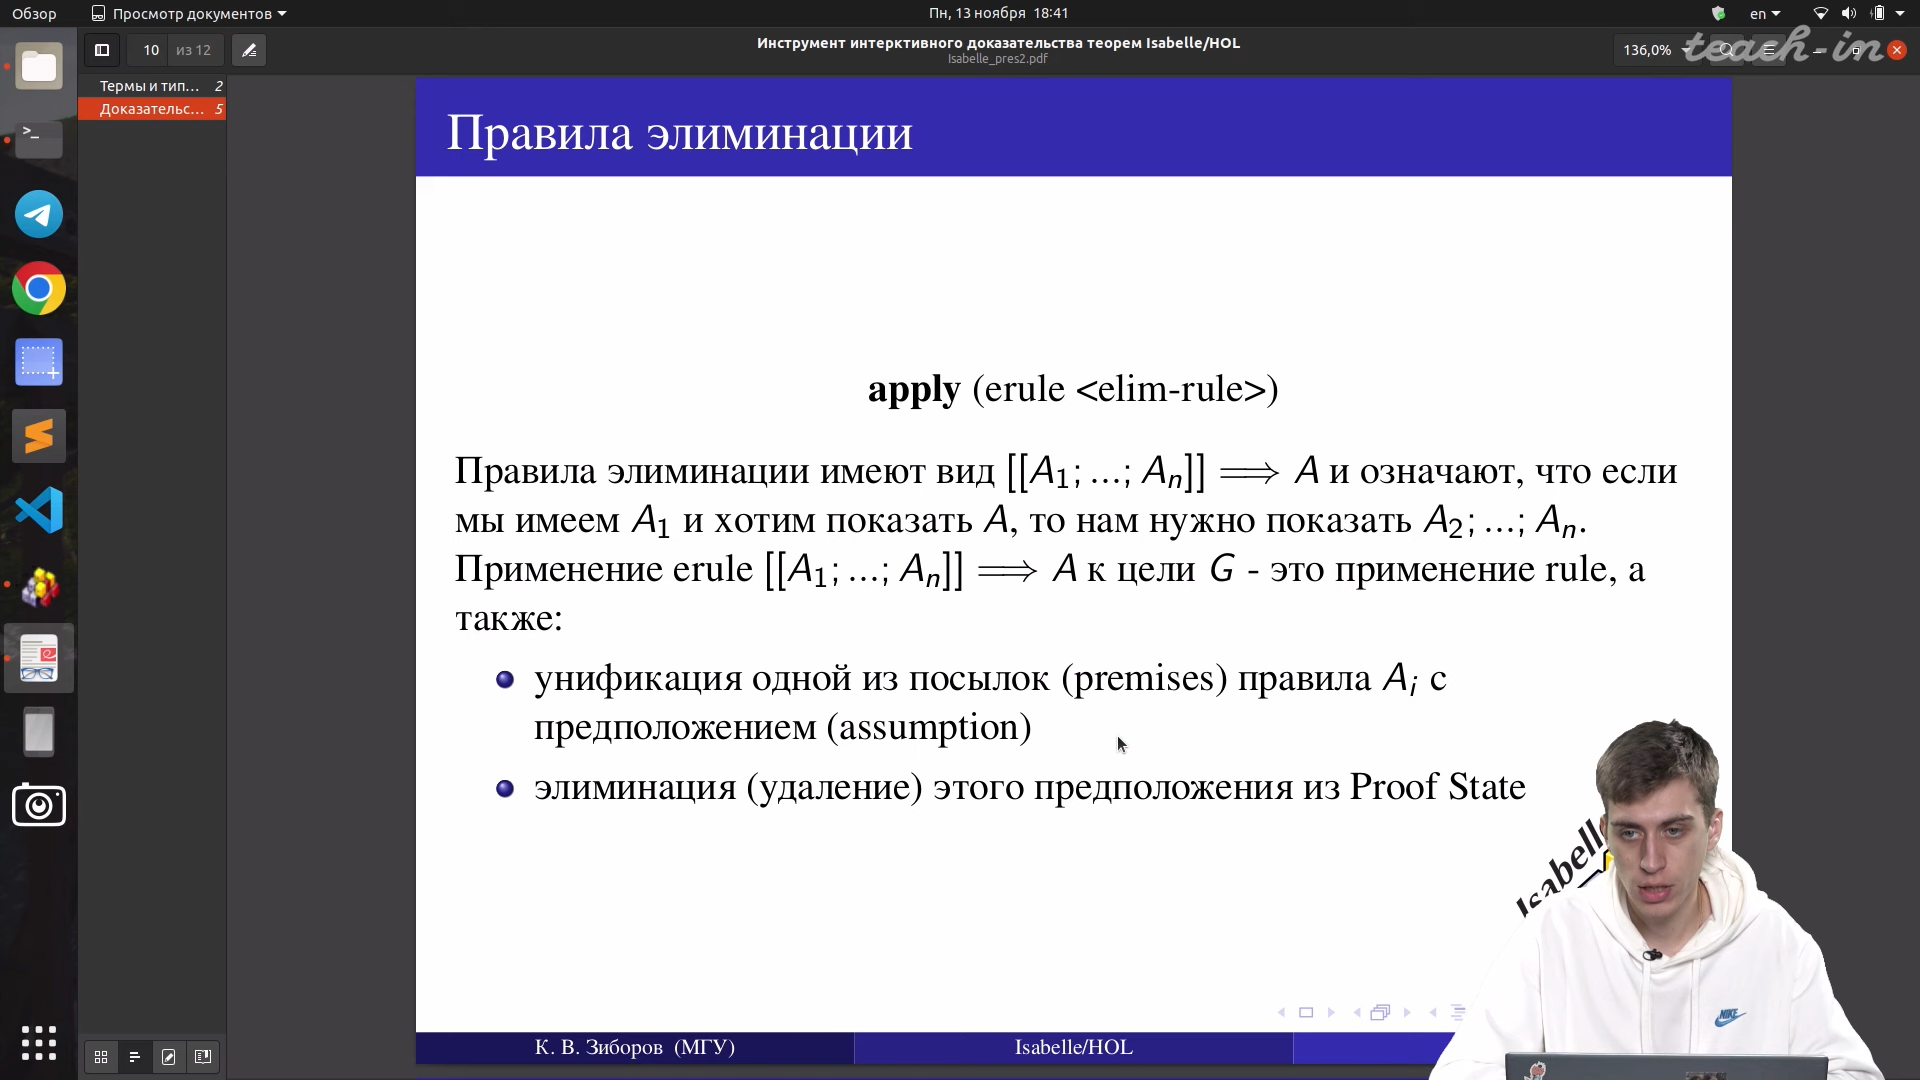 Обзор
Просмотр документов
Пн, 13 ноября 18:41
en
10
из 12
Инструмент интерктивного доказательства теорем Isabelle/HOL
Isabelle_pres2.pdf
136,0%
teach-in
Термы и тип... 2
Доказательс... 5
Правила элиминации
apply (erule <elim-rule>)
Правила элиминации имеют вид [[A₁; ...; Aₙ]] ⟹ A и означают, что если
мы имеем A₁ и хотим показать A, то нам нужно показать A₂; ...; Aₙ.
Применение erule [[A₁; ...; Aₙ]] ⟹ A к цели G - это применение rule, а
также:
унификация одной из посылок (premises) правила Aᵢ с
предположением (assumption)
элиминация (удаление) этого предположения из Proof State
Isabelle
NIKE
К. В. Зиборов (МГУ)
Isabelle/HOL